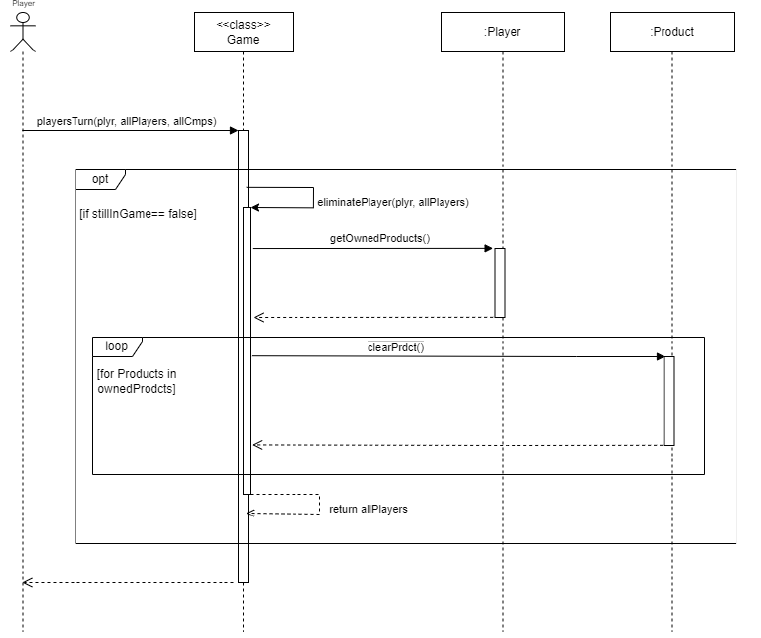 Player
<<class>>
Game
:Player
:Product
playersTurn(plyr, allPlayers, allCmps)
opt
eliminatePlayer(plyr, allPlayers)
[if stillInGame== false]
getOwnedProducts()
loop
clearPrdct()
[for Products in
ownedProdcts]
return allPlayers